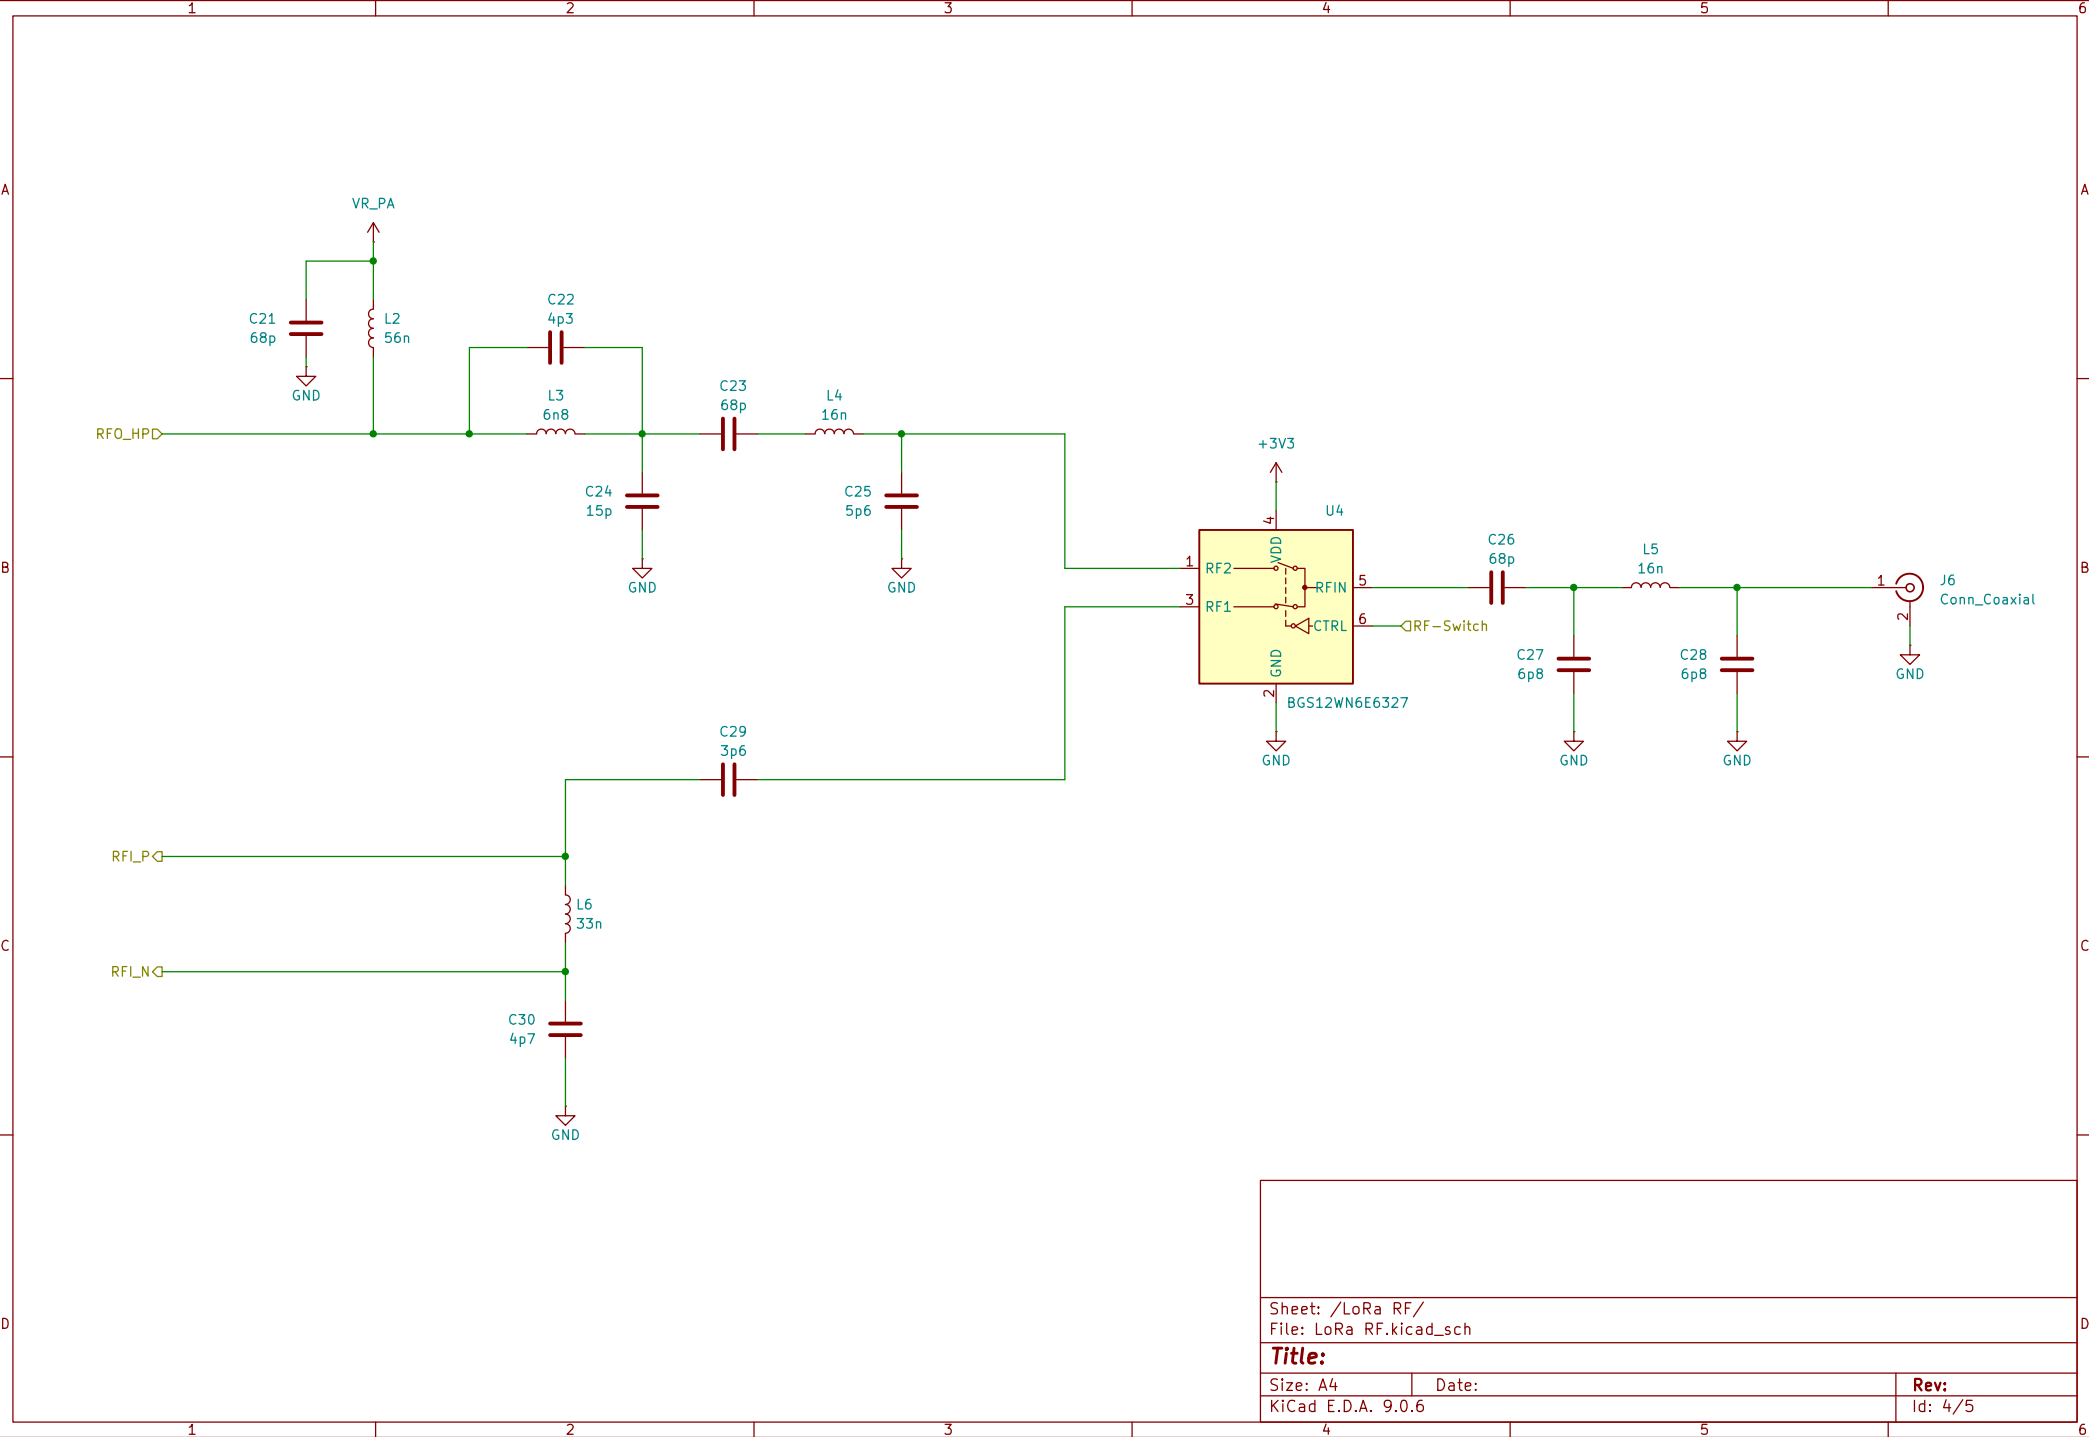 1 2 3 4 5 6
A A
VR_PA
C22
4p3
C21
68p
L2
56n
GND
C23
68p
L4
16n
L3
6n8
RFO_HP
+3V3
C24
15p
C25
5p6
U4
GND
GND
4
VDD
1
RF2
3
RF1
RFIN
5
CTRL
6
RF-Switch
GND
2
BGS12WN6E6327
GND
C26
68p
L5
16n
1
J6
Conn_Coaxial
2
GND
C27
6p8
C28
6p8
GND
GND
B B
C29
3p6
RFI_P
L6
33n
C C
RFI_N
C30
4p7
GND
Sheet: /LoRa RF/
File: LoRa RF.kicad_sch
D D
Title:
Size: A4 Date: Rev:
KiCad E.D.A. 9.0.6 Id: 4/5
1 2 3 4 5 6